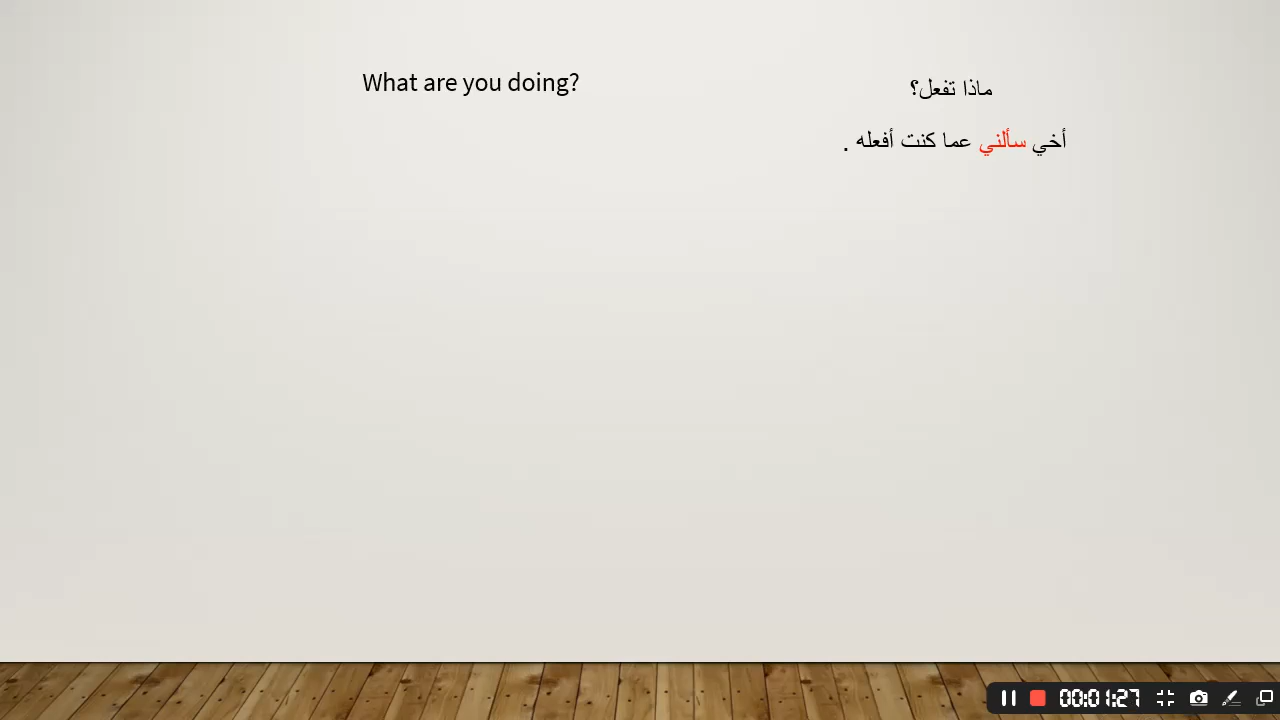 What are you doing?
ماذا تفعل؟
أخي سألني عما كنت أفعله .
00:01:27